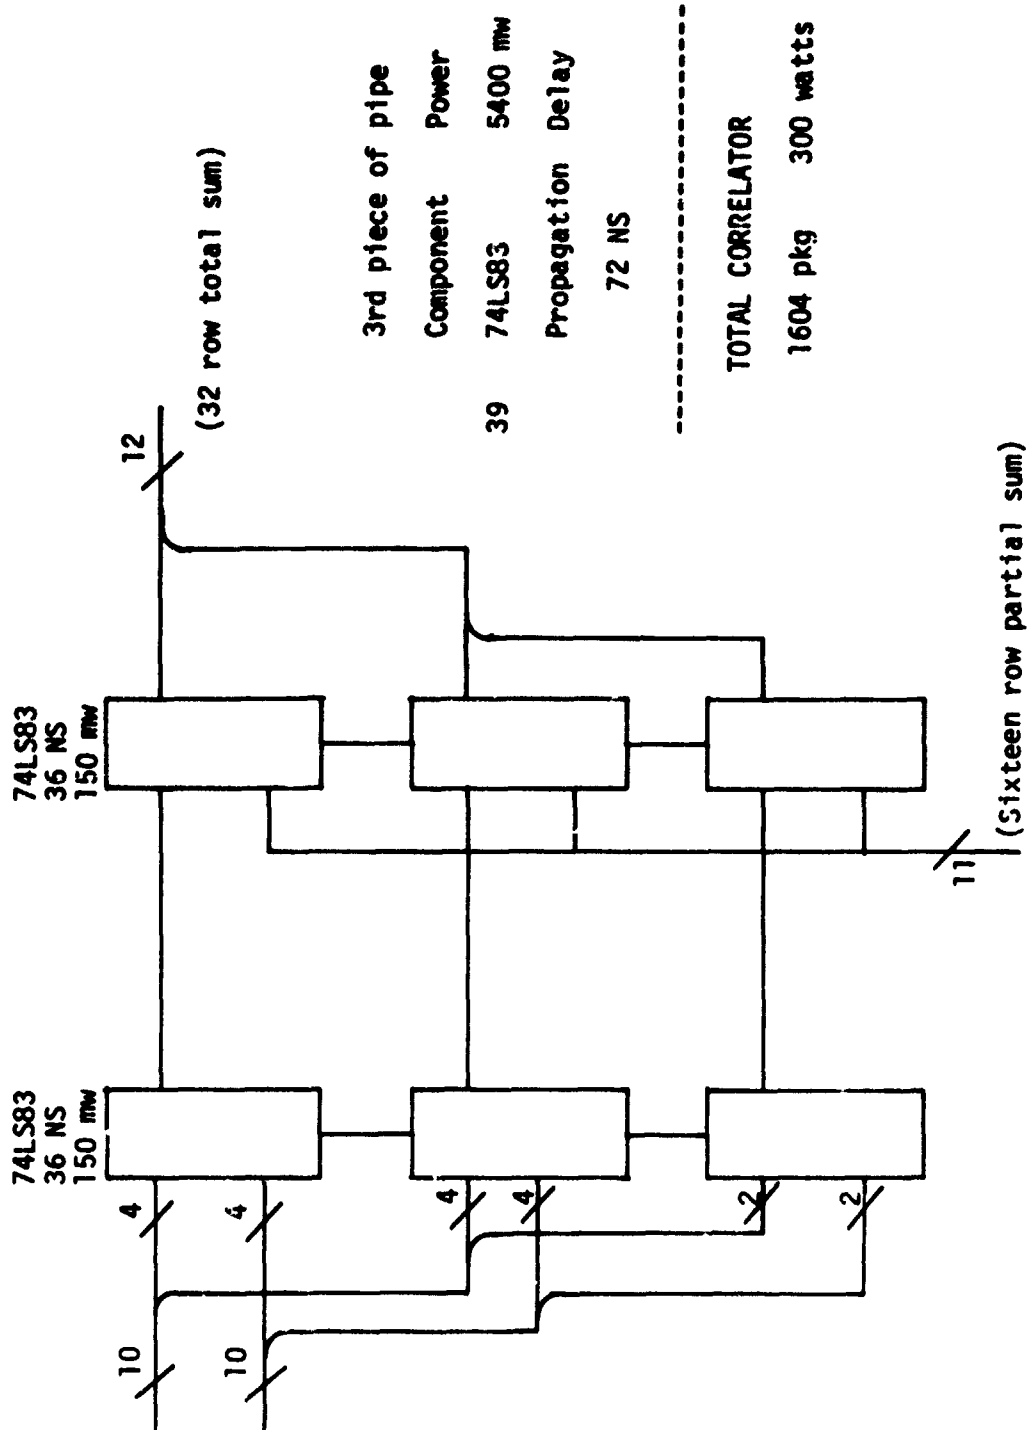 74LS83
36 NS
150 mw
74LS83
36 NS
150 mw
10
10
4
4
4
4
2
2
11
(Sixteen row partial sum)
12
(32 row total sum)
3rd piece of pipe
Component Power
39 74LS83 5400 mw
Propagation Delay
72 NS
TOTAL CORRELATOR
1604 pkg 300 watts